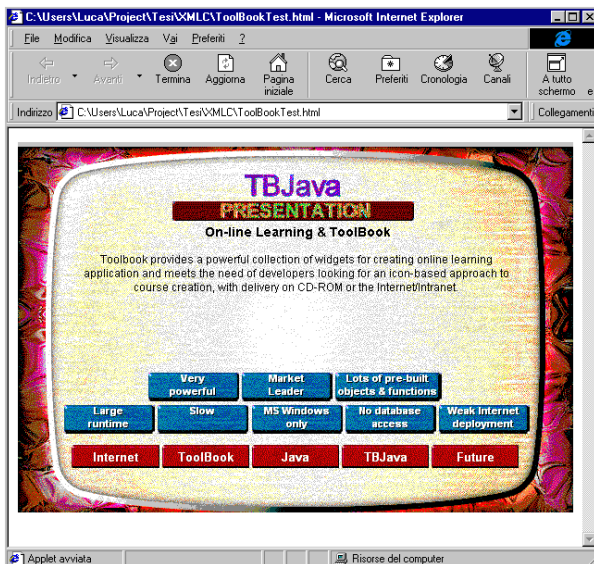 C:\Users\Luca\Project\Tesi\XMLC\ToolBookTest.html - Microsoft Internet Explorer
File Modifica Visualizza Vai Preferiti ?
Indietro Avanti Termina Aggiorna Pagina iniziale Cerca Preferiti Cronologia Canali A tutto schermo e
Indirizzo C:\Users\Luca\Project\Tesi\XMLC\ToolBookTest.html Collegamenti
TBJava
PRESENTATION
On-line Learning & ToolBook
Toolbook provides a powerful collection of widgets for creating online learning
application and meets the need of developers looking for an icon-based approach to
course creation, with delivery on CD-ROM or the Internet/Intranet.
Very Market Lots of pre-built
powerful Leader objects & functions
Large Slow MS Windows No database Weak Internet
runtime only access deployment
Internet ToolBook Java TBJava Future
Applet avviata Risorse del computer